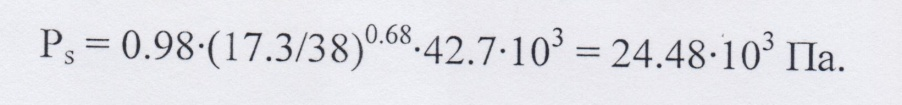 Pₛ = 0.98·(17.3/38)⁰·⁶⁸·42.7·10³ = 24.48·10³ Па.